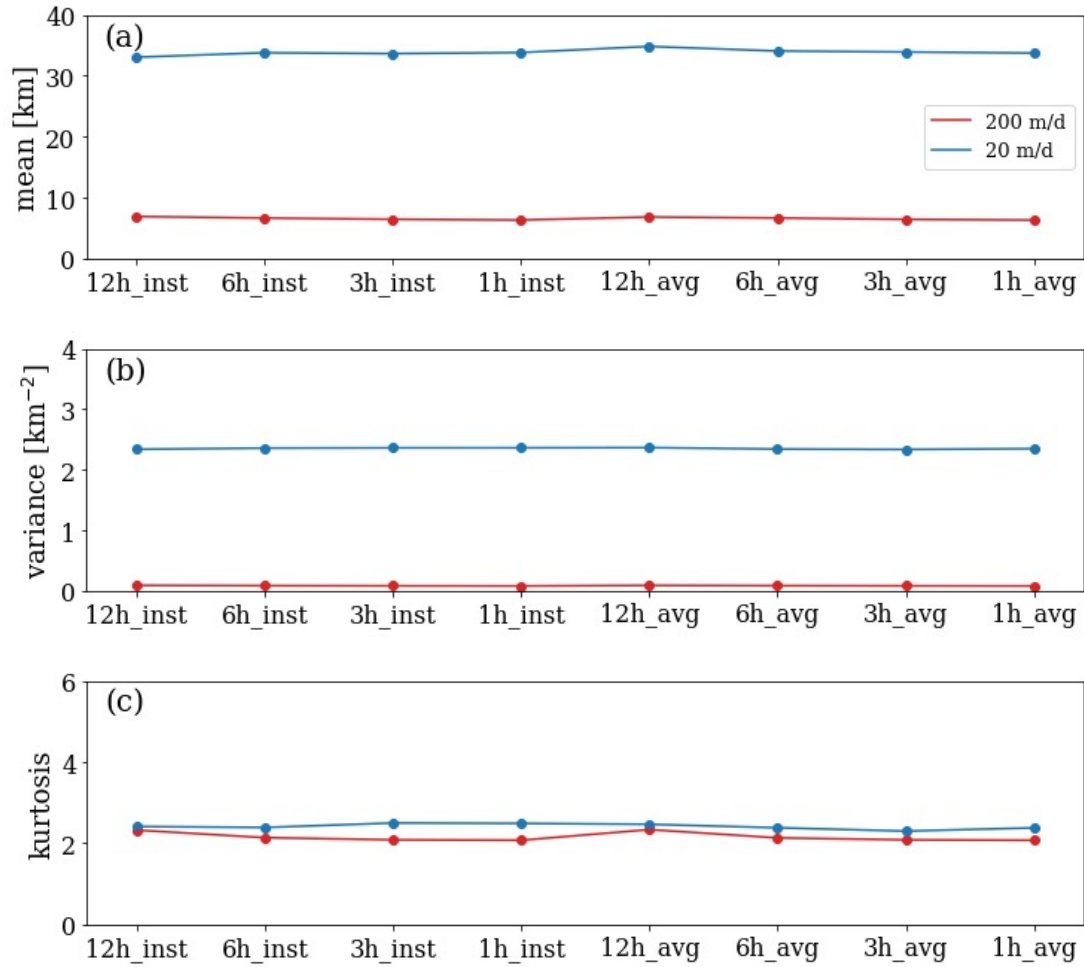 (a)
mean [km]
40
30
20
10
0
200 m/d
20 m/d
12h_inst 6h_inst 3h_inst 1h_inst 12h_avg 6h_avg 3h_avg 1h_avg
(b)
variance [km⁻²]
4
3
2
1
0
12h_inst 6h_inst 3h_inst 1h_inst 12h_avg 6h_avg 3h_avg 1h_avg
(c)
kurtosis
6
4
2
0
12h_inst 6h_inst 3h_inst 1h_inst 12h_avg 6h_avg 3h_avg 1h_avg